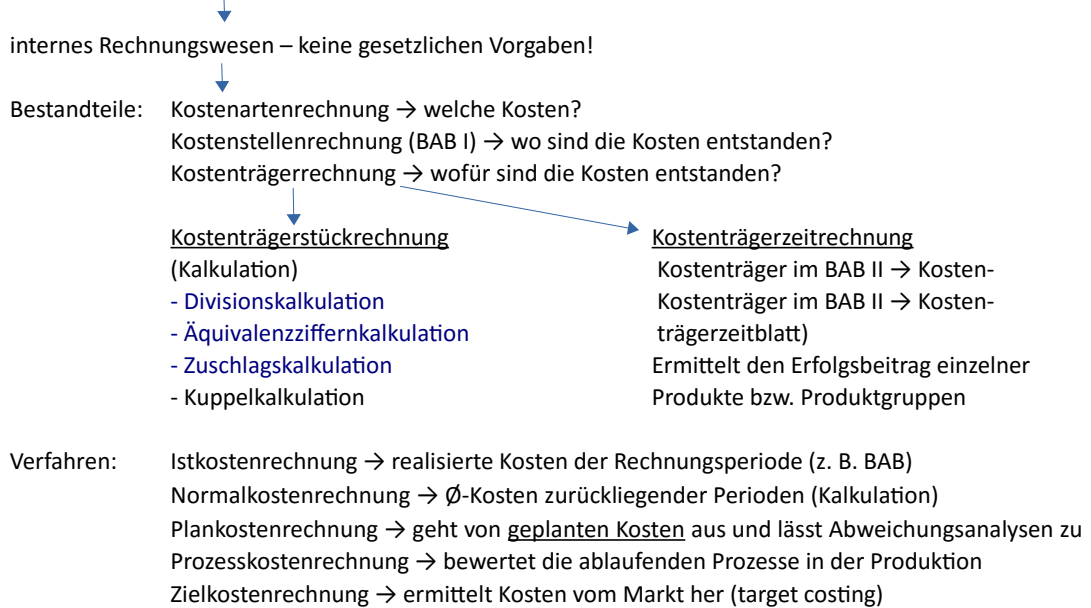 internes Rechnungswesen – keine gesetzlichen Vorgaben!
Bestandteile: Kostenartenrechnung → welche Kosten?
Kostenstellenrechnung (BAB I) → wo sind die Kosten entstanden?
Kostenträgerrechnung → wofür sind die Kosten entstanden?
Kostenträgerstückrechnung Kostenträgerzeitrechnung
(Kalkulation) Kostenträger im BAB II → Kosten-
- Divisionskalkulation Kostenträger im BAB II → Kosten-
- Äquivalenzziffernkalkulation trägerzeitblatt)
- Zuschlagskalkulation Ermittelt den Erfolgsbeitrag einzelner
- Kuppelkalkulation Produkte bzw. Produktgruppen
Verfahren: Istkostenrechnung → realisierte Kosten der Rechnungsperiode (z. B. BAB)
Normalkostenrechnung → Ø-Kosten zurückliegender Perioden (Kalkulation)
Plankostenrechnung → geht von geplanten Kosten aus und lässt Abweichungsanalysen zu
Prozesskostenrechnung → bewertet die ablaufenden Prozesse in der Produktion
Zielkostenrechnung → ermittelt Kosten vom Markt her (target costing)